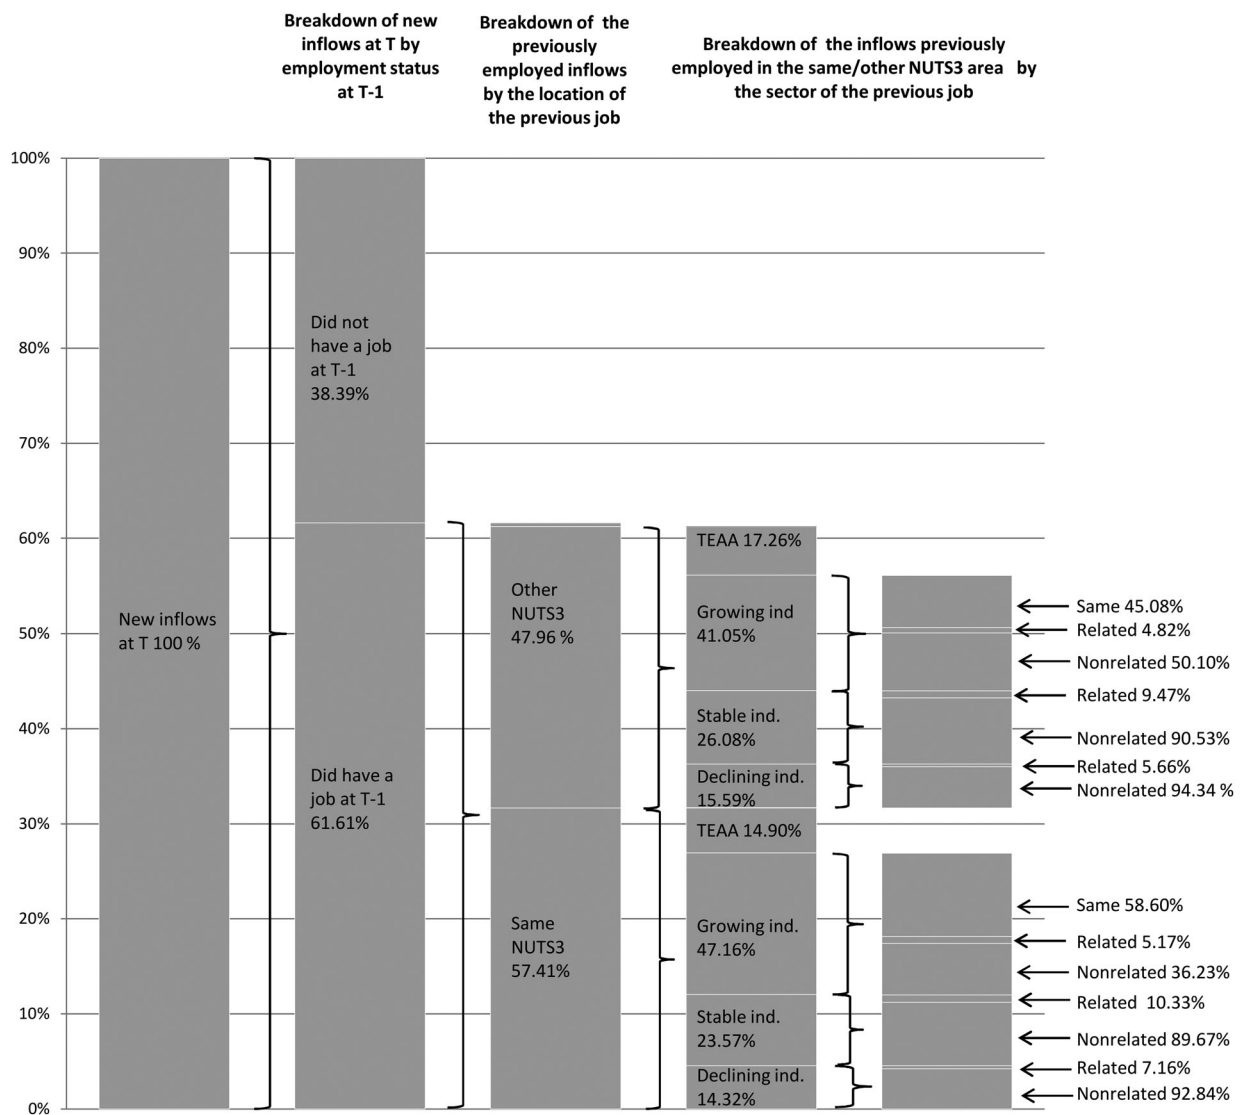 Breakdown of new
inflows at T by
employment status
at T-1
Breakdown of the
previously
employed inflows
by the location of
the previous job
Breakdown of the inflows previously
employed in the same/other NUTS3 area by
the sector of the previous job
100%
90%
80%
70%
60%
50%
40%
30%
20%
10%
0%
New inflows
at T 100 %
Did not
have a job
at T-1
38.39%
Did have a
job at T-1
61.61%
Other
NUTS3
47.96 %
Same
NUTS3
57.41%
TEAA 17.26%
Growing ind
41.05%
Stable ind.
26.08%
Declining ind.
15.59%
TEAA 14.90%
Growing ind.
47.16%
Stable ind.
23.57%
Declining ind.
14.32%
Same 45.08%
Related 4.82%
Nonrelated 50.10%
Related 9.47%
Nonrelated 90.53%
Related 5.66%
Nonrelated 94.34 %
Same 58.60%
Related 5.17%
Nonrelated 36.23%
Related 10.33%
Nonrelated 89.67%
Related 7.16%
Nonrelated 92.84%